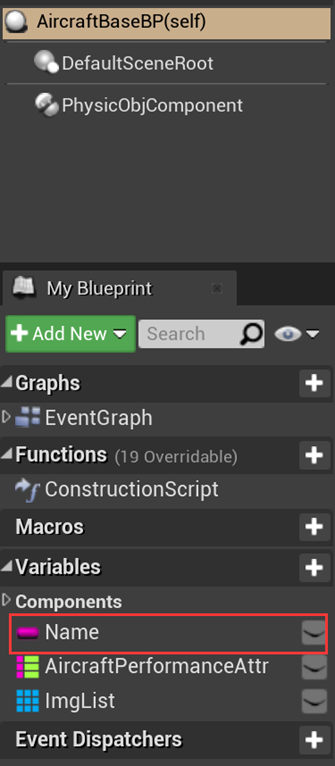 AircraftBaseBP(self)
DefaultSceneRoot
PhysicObjComponent
My Blueprint
Add New
Search
Graphs
EventGraph
Functions (19 Overridable)
ConstructionScript
Macros
Variables
Components
Name
AircraftPerformanceAttr
ImgList
Event Dispatchers